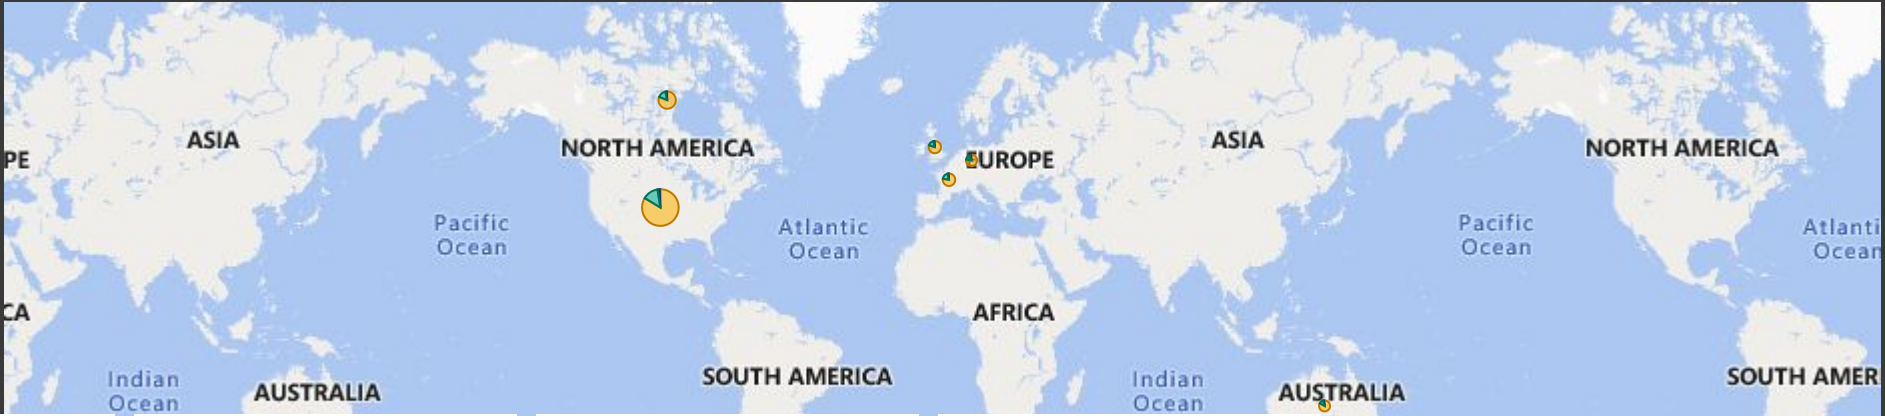 ASIA
NORTH AMERICA
ASIA
NORTH AMERICA
PE
EUROPE
Pacific
Ocean
Atlantic
Ocean
Pacific
Ocean
Atlanti
Ocean
CA
AFRICA
SOUTH AMERICA
SOUTH AMER
Indian
Ocean
AUSTRALIA
Indian
Ocean
AUSTRALIA